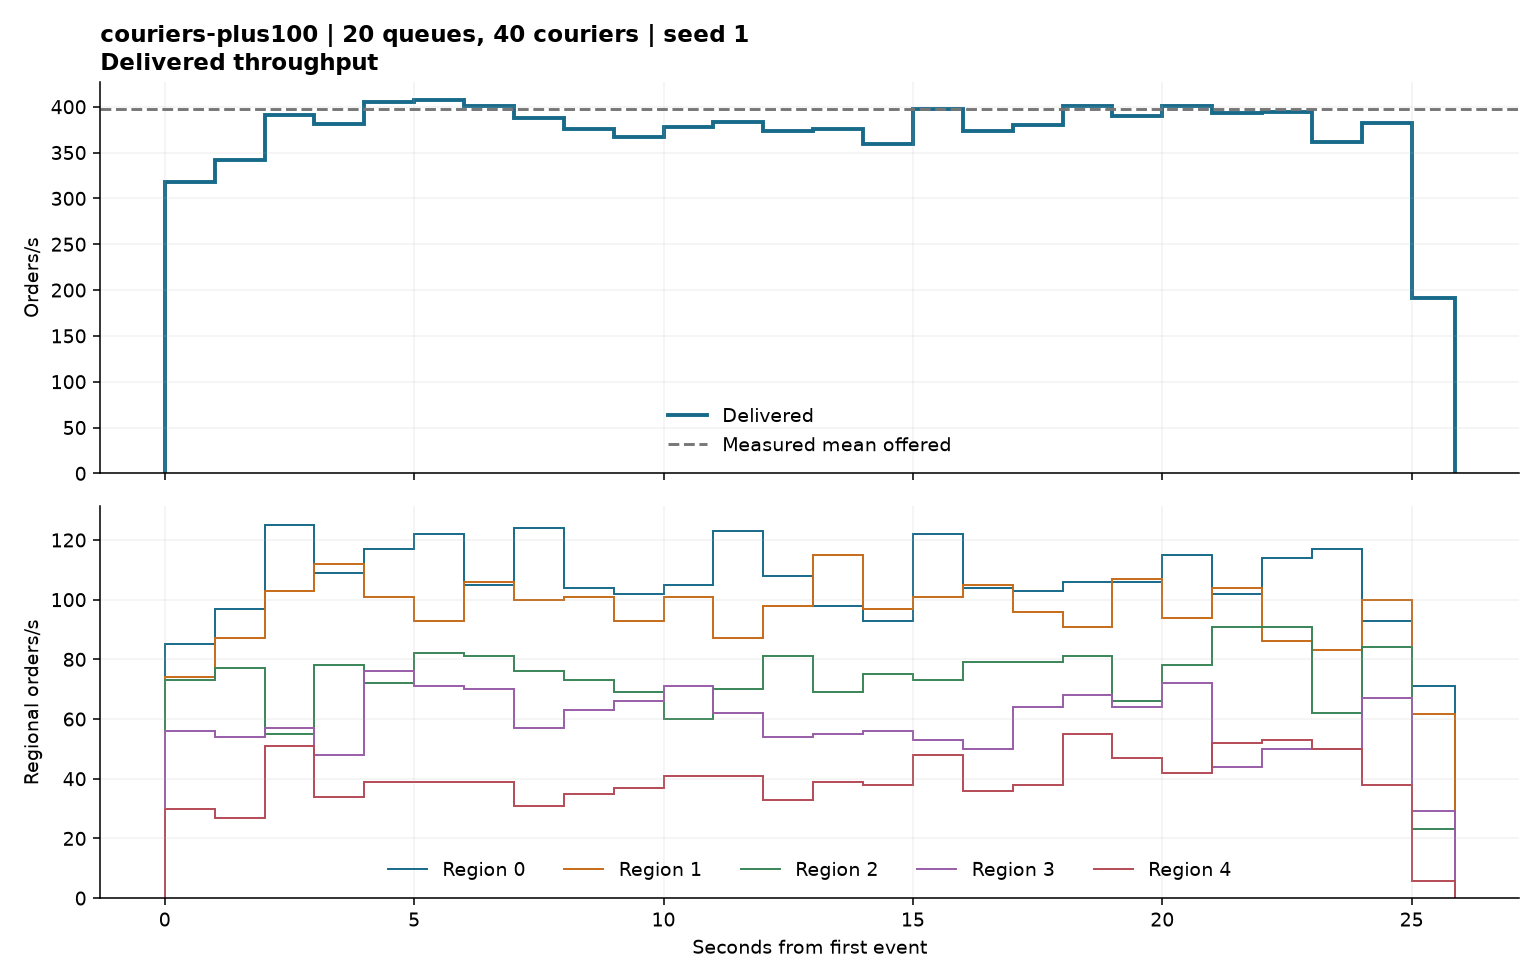 couriers-plus100 | 20 queues, 40 couriers | seed 1
Delivered throughput
Orders/s
400
350
300
250
200
150
100
50
0
Delivered
Measured mean offered
Regional orders/s
120
100
80
60
40
20
0
Region 0 Region 1 Region 2 Region 3 Region 4
0 5 10 15 20 25
Seconds from first event